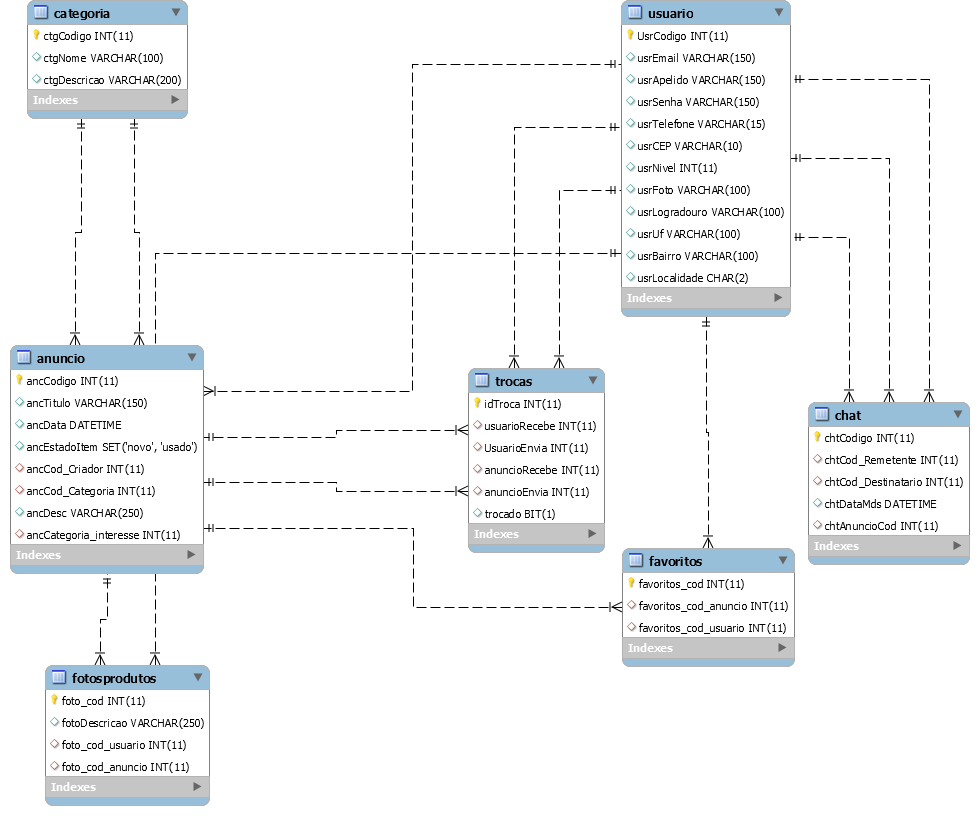 categoria
ctgCodigo INT(11)
ctgNome VARCHAR(100)
ctgDescricao VARCHAR(200)
Indexes
usuario
UsrCodigo INT(11)
usrEmail VARCHAR(150)
usrApelido VARCHAR(150)
usrSenha VARCHAR(150)
usrTelefone VARCHAR(15)
usrCEP VARCHAR(10)
usrNivel INT(11)
usrFoto VARCHAR(100)
usrLogradouro VARCHAR(100)
usrUf VARCHAR(100)
usrBairro VARCHAR(100)
usrLocalidade CHAR(2)
Indexes
anuncio
ancCodigo INT(11)
ancTitulo VARCHAR(150)
ancData DATETIME
ancEstadoItem SET('novo', 'usado')
ancCod_Criador INT(11)
ancCod_Categoria INT(11)
ancDesc VARCHAR(250)
ancCategoria_interesse INT(11)
Indexes
trocas
idTroca INT(11)
usuarioRecebe INT(11)
UsuarioEnvia INT(11)
anuncioRecebe INT(11)
anuncioEnvia INT(11)
trocado BIT(1)
Indexes
chat
chtCodigo INT(11)
chtCod_Remetente INT(11)
chtCod_Destinatario INT(11)
chtDataMds DATETIME
chtAnuncioCod INT(11)
Indexes
favoritos
favoritos_cod INT(11)
favoritos_cod_anuncio INT(11)
favoritos_cod_usuario INT(11)
Indexes
fotosprodutos
foto_cod INT(11)
fotoDescricao VARCHAR(250)
foto_cod_usuario INT(11)
foto_cod_anuncio INT(11)
Indexes